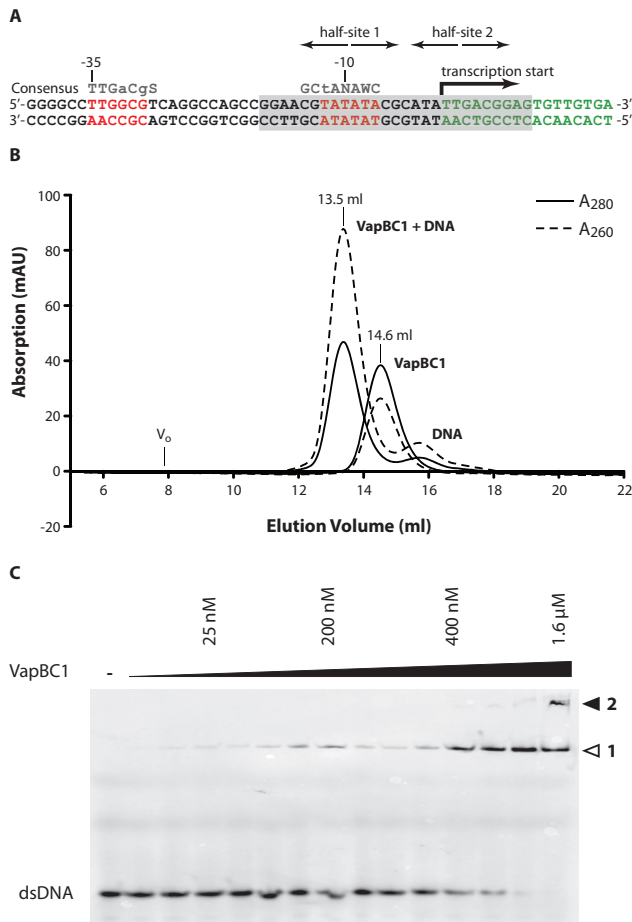 A
half-site 1 half-site 2
-35 -10 transcription start
Consensus TTGaCgS GCtANAWC
5′-GGGGCCTTGGCGTCAGGCCAGCCGGAACGTATATACGCATATTGACGGAGTGTTGTGA-3′
3′-CCCCGGAACCGCAGTCCGGTCGGCCTTGCATATATGCGTATAACTGCCTCACAACACT-5′
B
100
80
60
40
20
0
-20
Absorption (mAU)
13.5 ml
VapBC1 + DNA
14.6 ml
VapBC1
DNA
Vo
A280
A260
6 8 10 12 14 16 18 20 22
Elution Volume (ml)
C
25 nM 200 nM 400 nM 1.6 µM
VapBC1 -
2
1
dsDNA